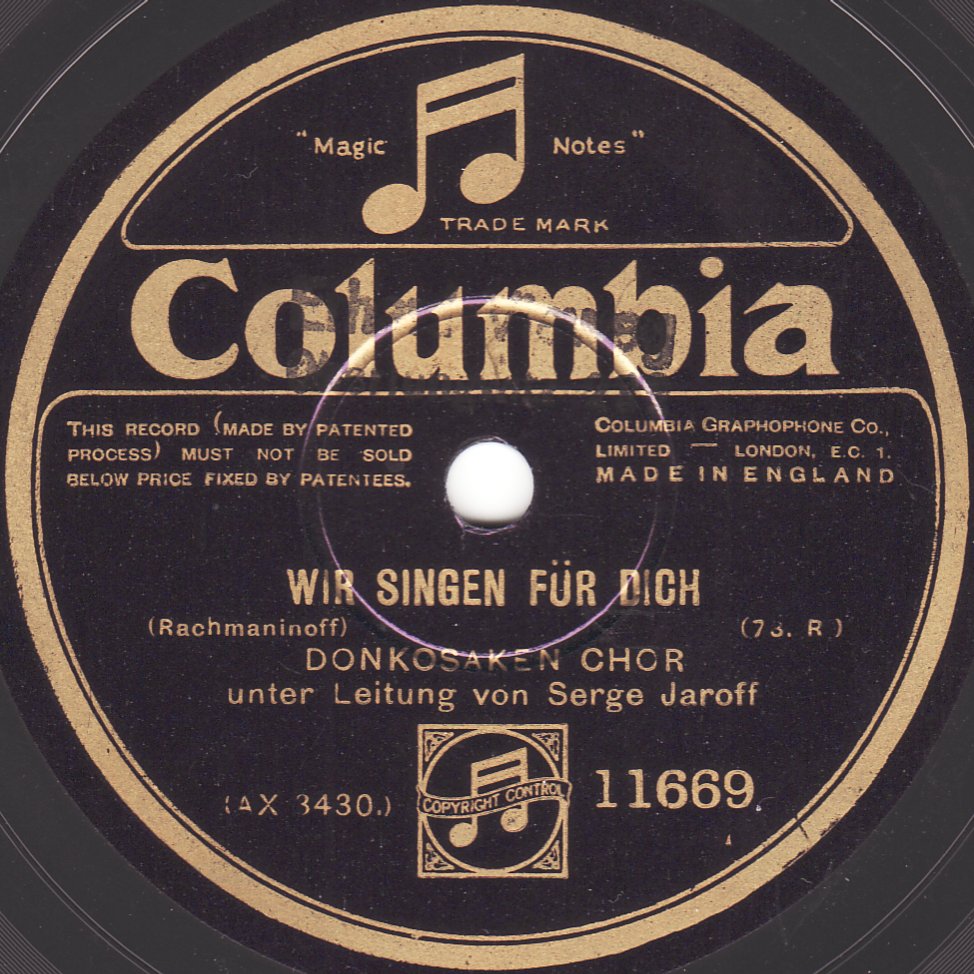 "Magic Notes"
TRADE MARK
Columbia
THIS RECORD (MADE BY PATENTED
PROCESS) MUST NOT BE SOLD
BELOW PRICE FIXED BY PATENTEES.
COLUMBIA GRAPHOPHONE CO.,
LIMITED — LONDON, E.C. 1.
MADE IN ENGLAND
WIR SINGEN FÜR DICH
(Rachmaninoff) (78. R)
DONKOSAKEN CHOR
unter Leitung von Serge Jaroff
(AX 3430.)
COPYRIGHT CONTROL
11669